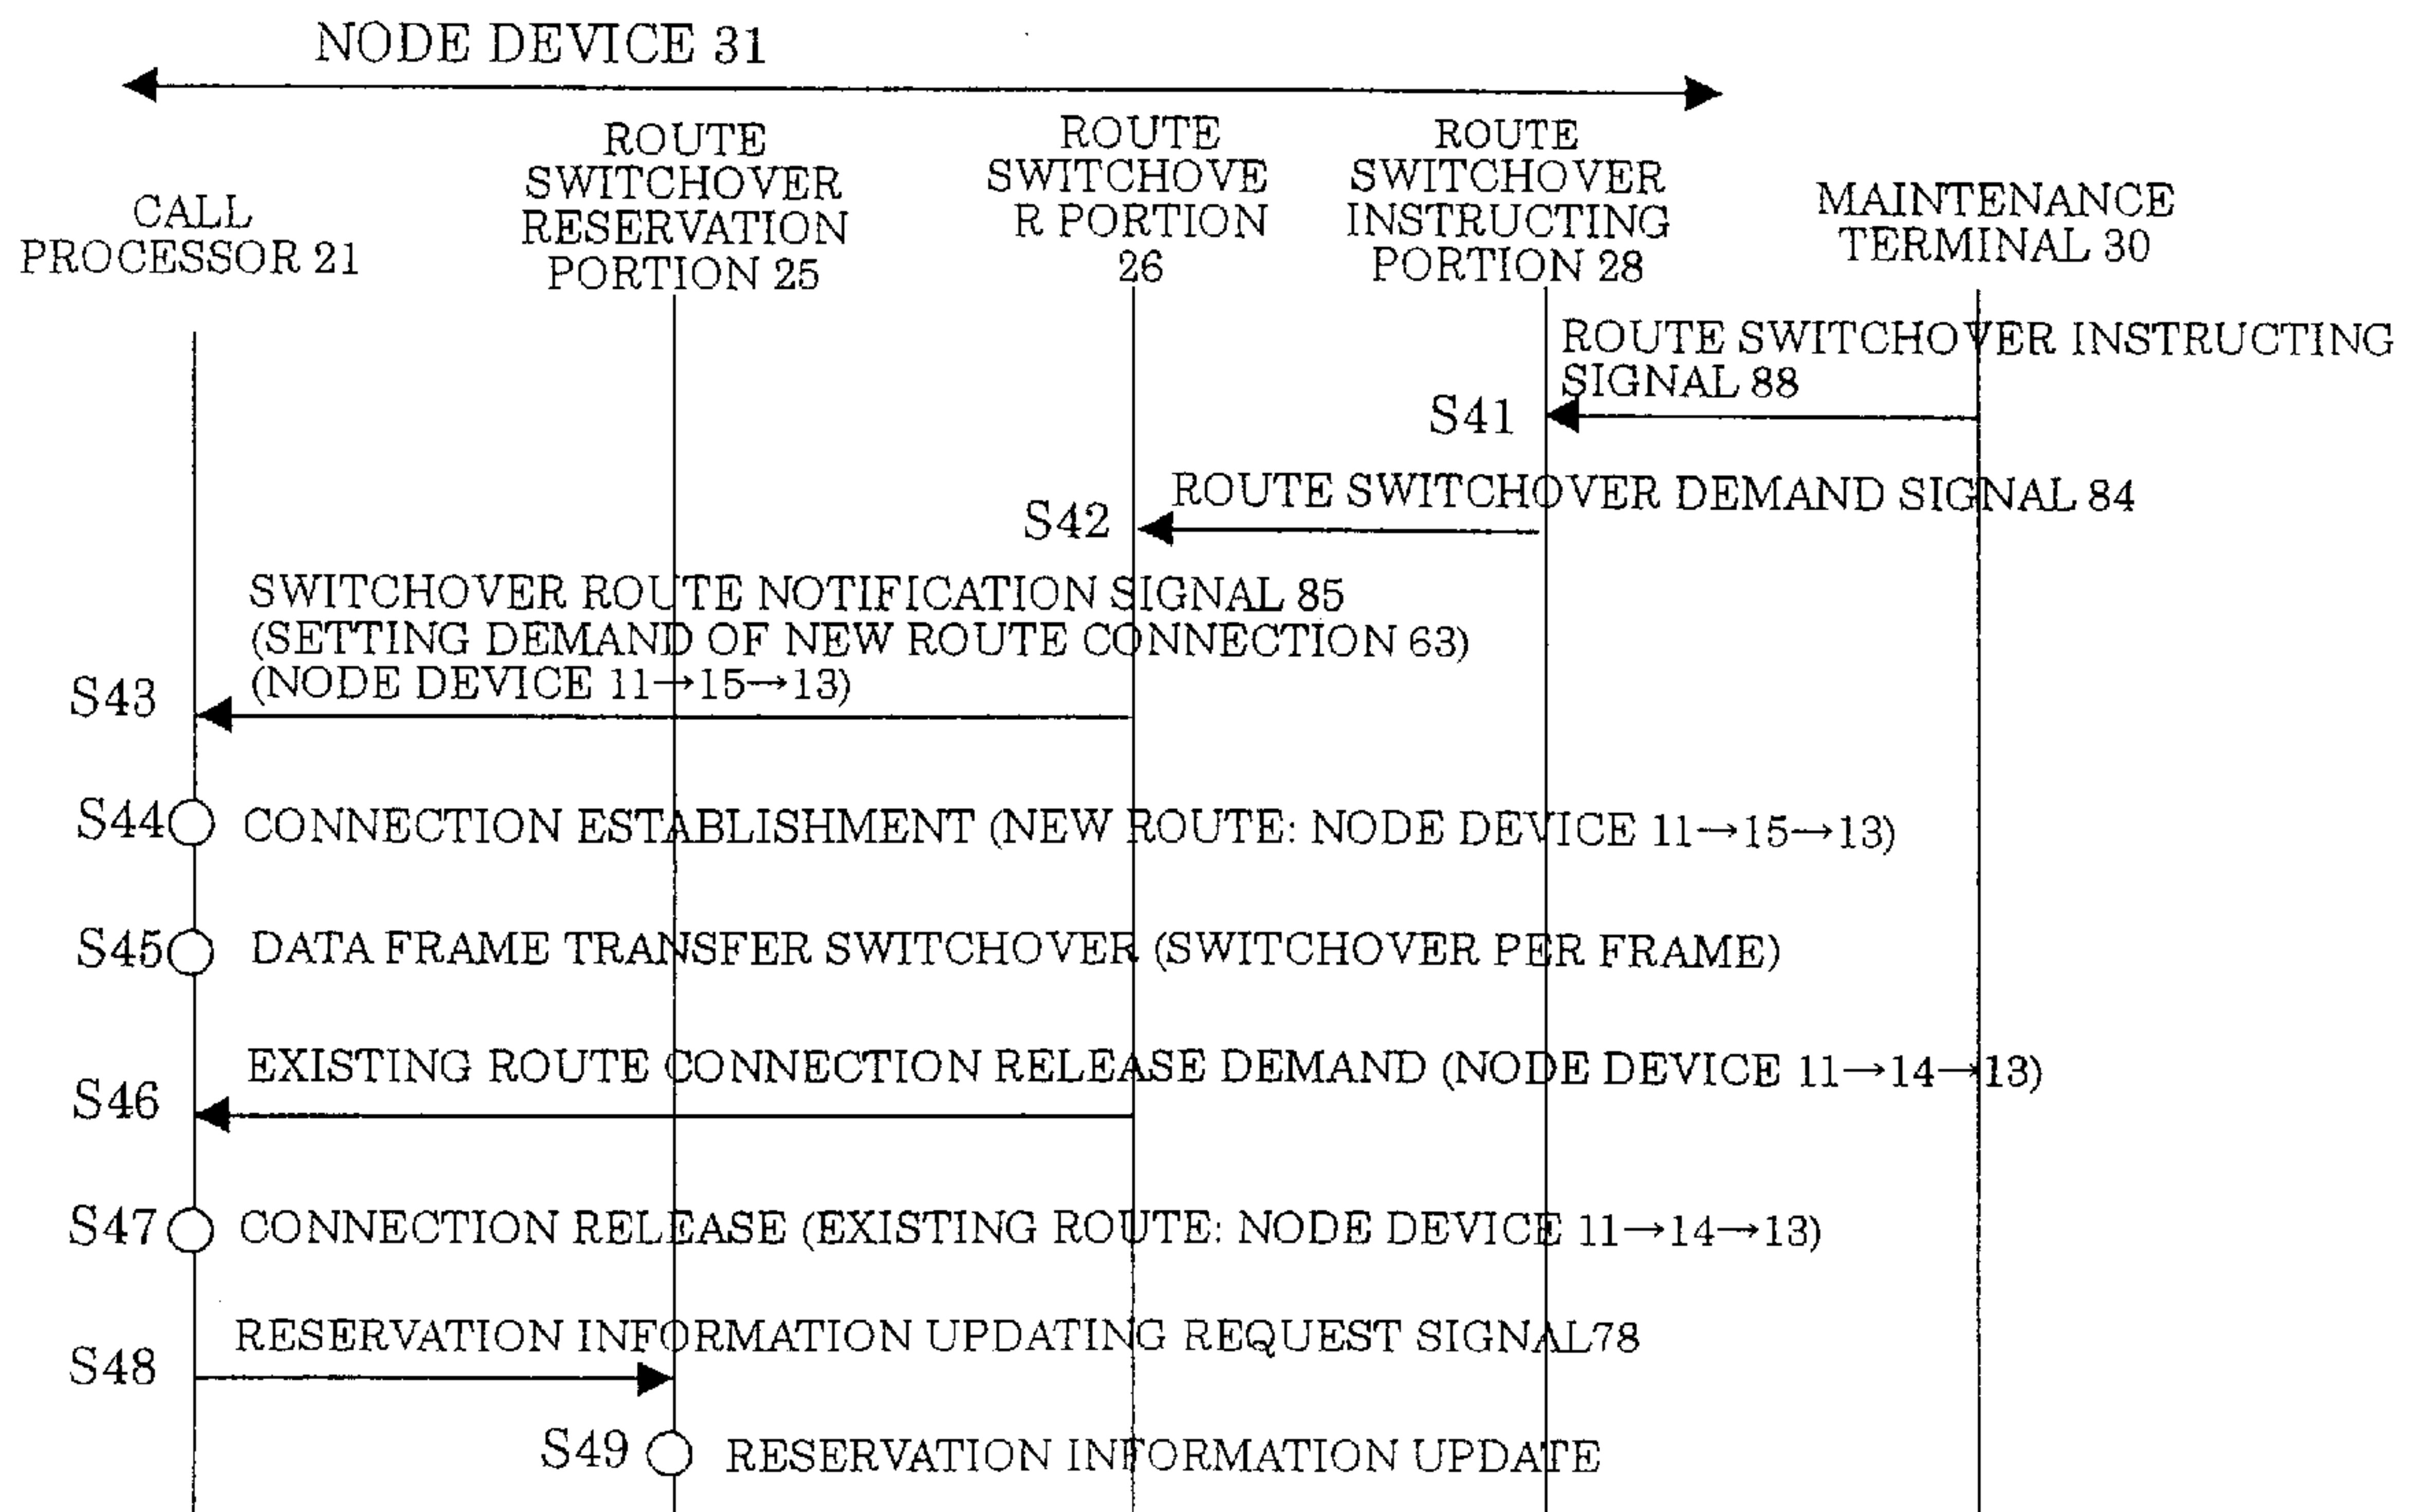 NODE DEVICE 31
CALL
PROCESSOR 21
ROUTE
SWITCHOVER
RESERVATION
PORTION 25
ROUTE
SWITCHOVE
R PORTION
26
ROUTE
SWITCHOVER
INSTRUCTING
PORTION 28
MAINTENANCE
TERMINAL 30
ROUTE SWITCHOVER INSTRUCTING
SIGNAL 88
S41
ROUTE SWITCHOVER DEMAND SIGNAL 84
S42
SWITCHOVER ROUTE NOTIFICATION SIGNAL 85
(SETTING DEMAND OF NEW ROUTE CONNECTION 63)
(NODE DEVICE 11→15→13)
S43
S44 CONNECTION ESTABLISHMENT (NEW ROUTE: NODE DEVICE 11→15→13)
S45 DATA FRAME TRANSFER SWITCHOVER (SWITCHOVER PER FRAME)
EXISTING ROUTE CONNECTION RELEASE DEMAND (NODE DEVICE 11→14→13)
S46
S47 CONNECTION RELEASE (EXISTING ROUTE: NODE DEVICE 11→14→13)
RESERVATION INFORMATION UPDATING REQUEST SIGNAL78
S48
S49 RESERVATION INFORMATION UPDATE